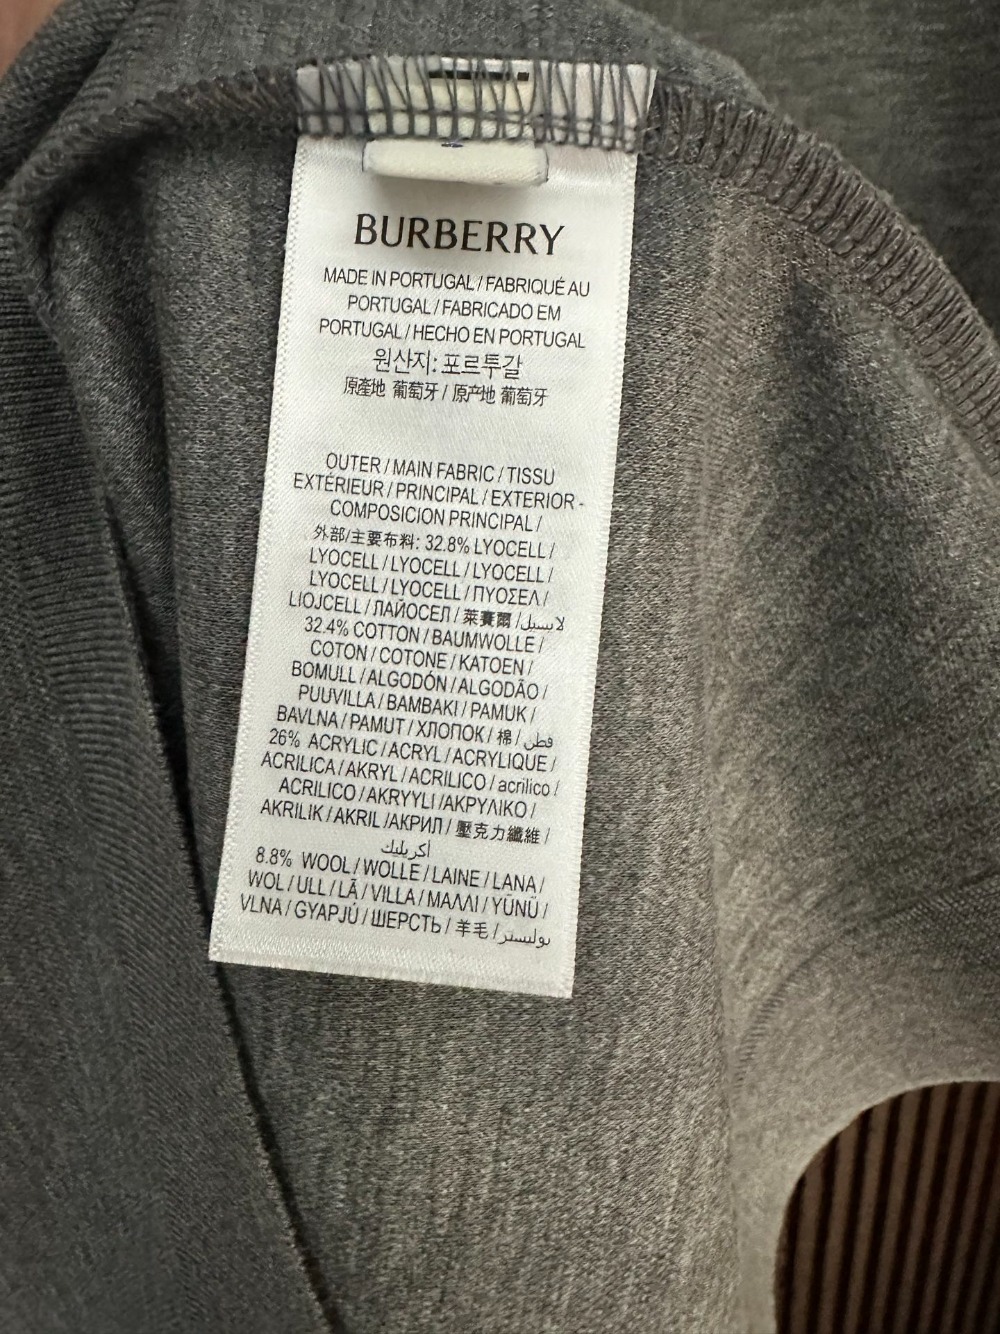 BURBERRY
MADE IN PORTUGAL / FABRIQUÉ AU
PORTUGAL / FABRICADO EM
PORTUGAL / HECHO EN PORTUGAL
원산지: 포르투갈
原產地 葡萄牙 / 原产地 葡萄牙
OUTER / MAIN FABRIC / TISSU
EXTÉRIEUR / PRINCIPAL / EXTERIOR -
COMPOSICION PRINCIPAL /
外部/主要布料: 32.8% LYOCELL /
LYOCELL / LYOCELL / LYOCELL /
LYOCELL / LYOCELL / ΠΥΟΣΕΛ /
LIOJCELL / ЛАЙОСЕЛ / 萊賽爾 / لايسيل
32.4% COTTON / BAUMWOLLE /
COTON / COTONE / KATOEN /
BOMULL / ALGODÓN / ALGODÃO /
PUUVILLA / BAMBAKI / PAMUK /
BAVLNA / PAMUT / ХЛОПОК / 棉 / قطن
26% ACRYLIC / ACRYL / ACRYLIQUE /
ACRILICA / AKRYL / ACRILICO / acrilico /
ACRILICO / AKRYYLI /ΑΚΡΥΛΙΚΟ /
AKRILIK / AKRIL /АКРИЛ / 壓克力纖維 /
أكريليك
8.8% WOOL / WOLLE / LAINE / LANA /
WOL / ULL / LÃ / VILLA / ΜΑΛΛΙ / YŪNŪ /
VLNA / GYAPJÚ / ШЕРСТЬ / 羊毛 / بوليستر